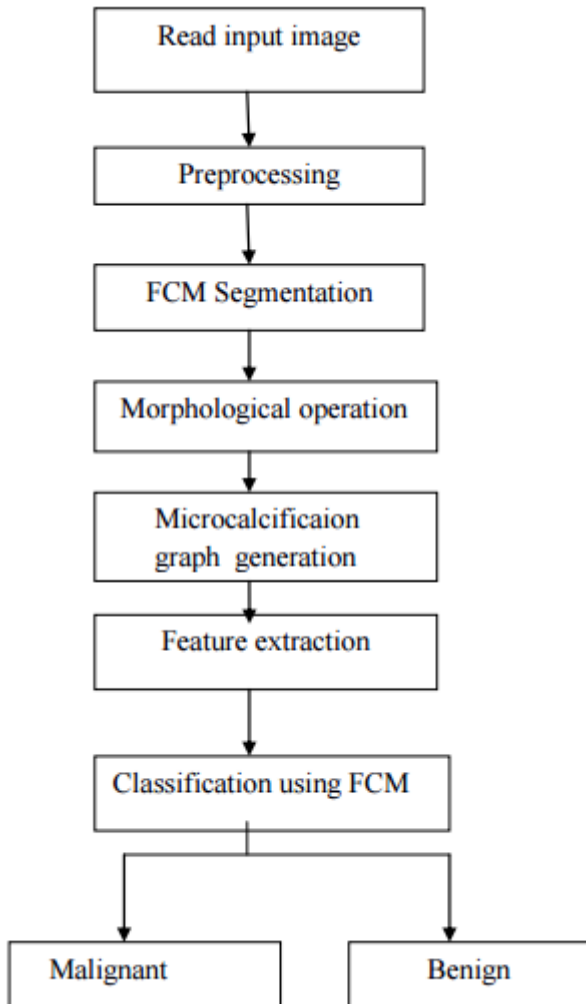 Read input image
Preprocessing
FCM Segmentation
Morphological operation
Microcalcificaion
graph generation
Feature extraction
Classification using FCM
Malignant
Benign